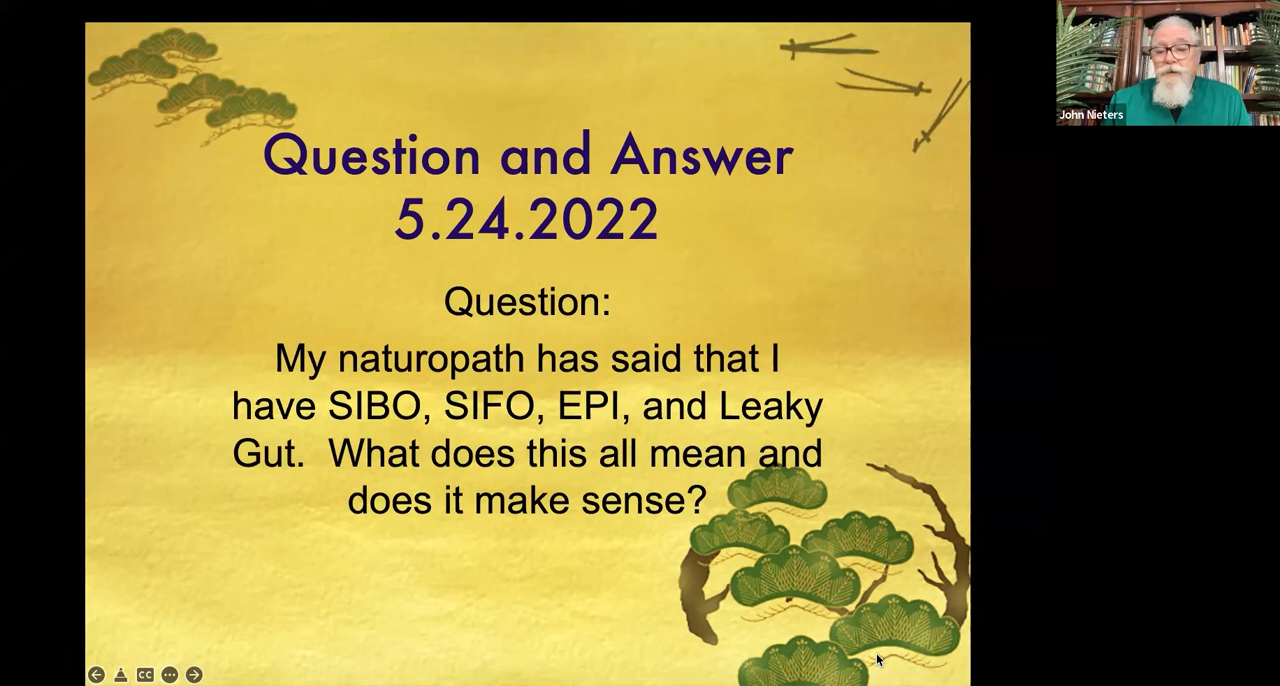 Question and Answer
5.24.2022
Question:
My naturopath has said that I
have SIBO, SIFO, EPI, and Leaky
Gut.  What does this all mean and
does it make sense?
John Nieters
CC